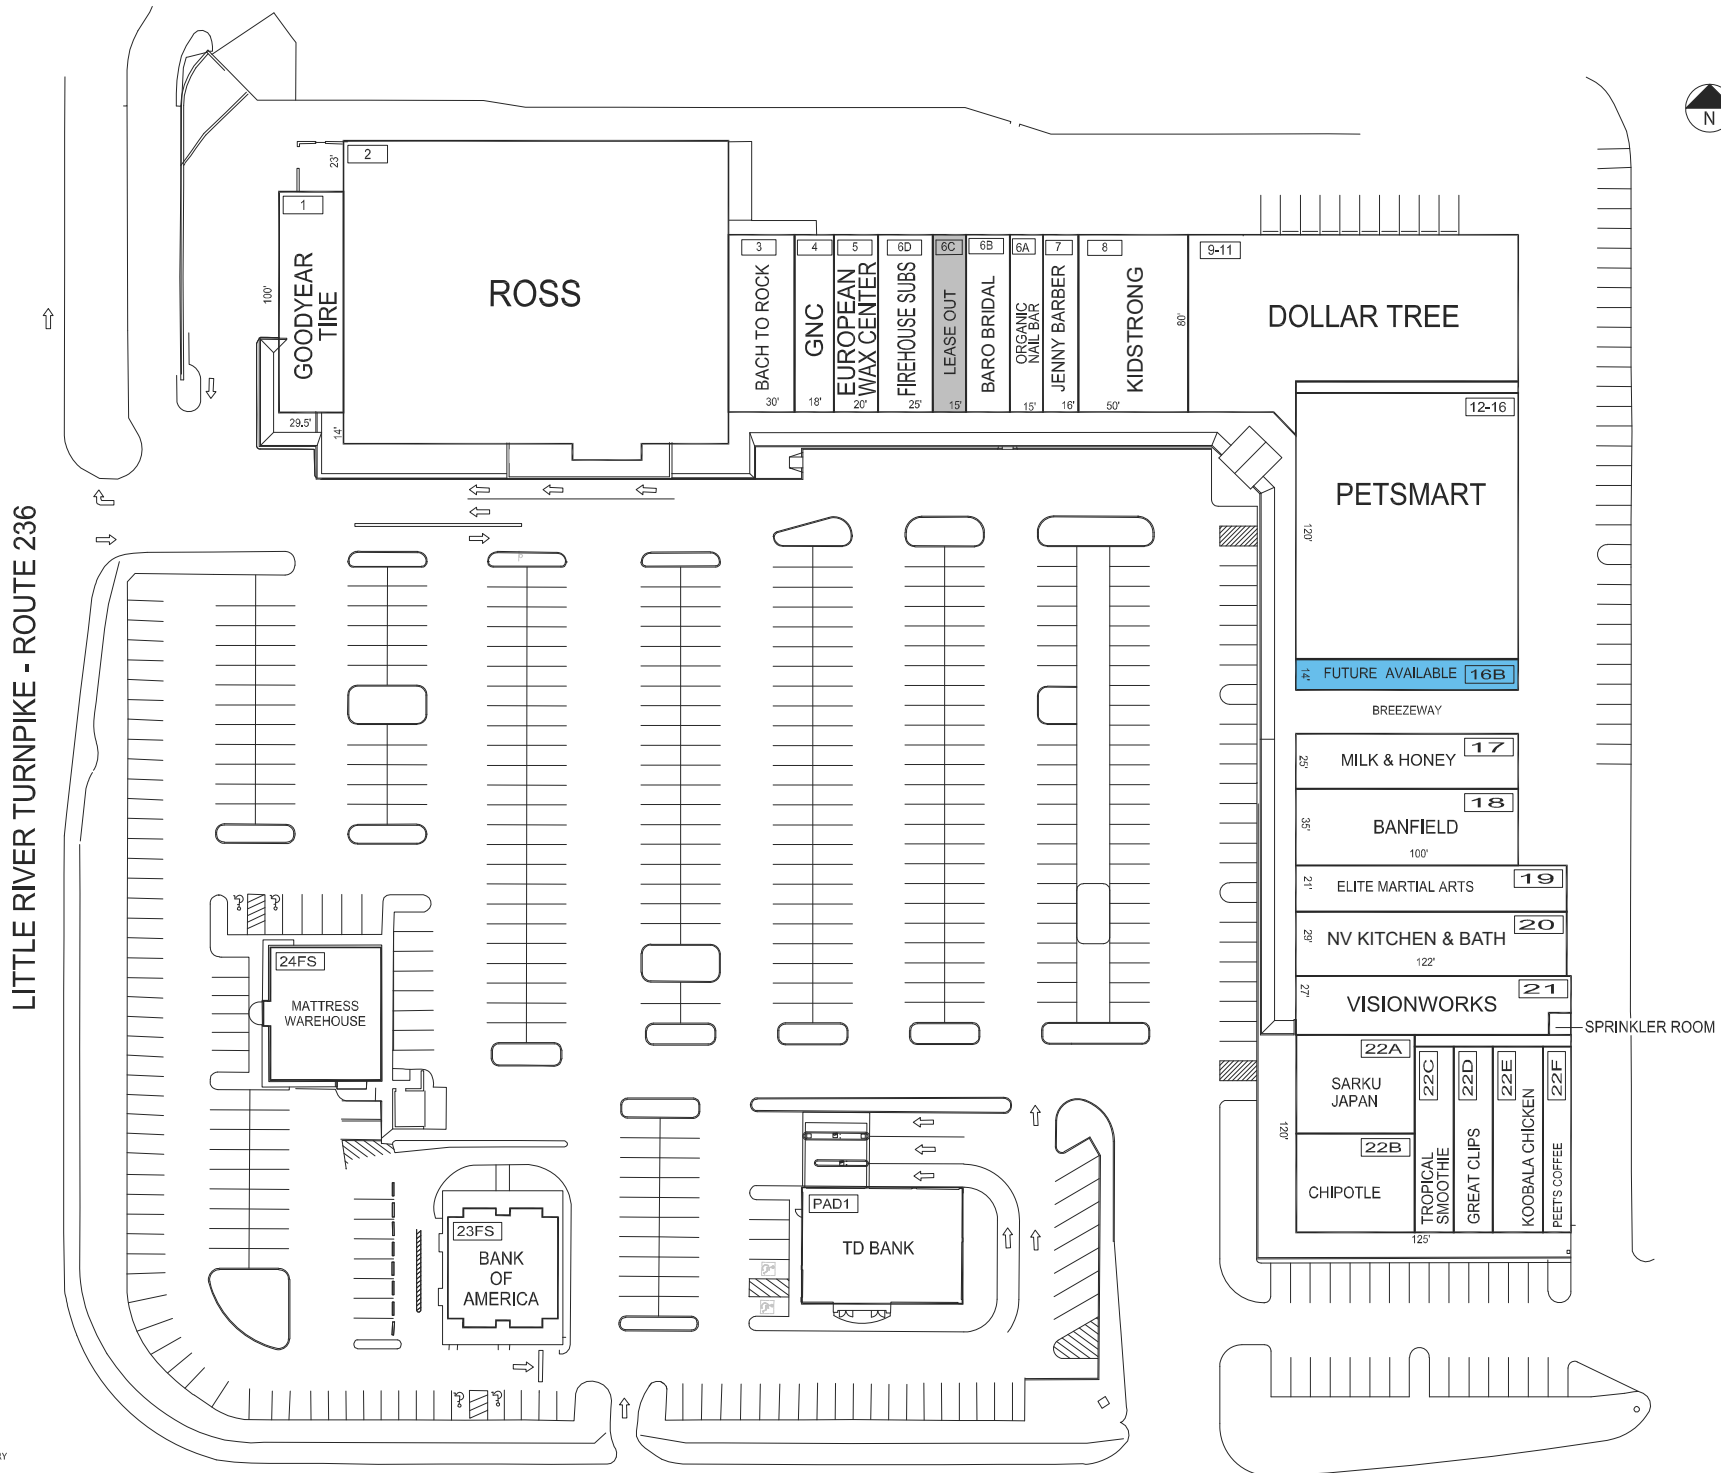 N
2
23'
1
GOODYEAR
TIRE
100'
29.5'
14'
ROSS
3
BACH TO ROCK
30'
4
GNC
18'
5
EUROPEAN
WAX CENTER
20'
6D
FIREHOUSE SUBS
25'
6C
LEASE OUT
15'
6B
BARO BRIDAL
6A
ORGANIC
NAIL BAR
15'
7
JENNY BARBER
16'
8
KIDSTRONG
50'
80'
9-11
DOLLAR TREE
12-16
PETSMART
120'
14'
FUTURE AVAILABLE
16B
BREEZEWAY
17
MILK & HONEY
25'
18
BANFIELD
35'
100'
19
ELITE MARTIAL ARTS
21'
20
NV KITCHEN & BATH
29'
122'
21
VISIONWORKS
27'
SPRINKLER ROOM
22A
SARKU
JAPAN
22B
CHIPOTLE
120'
22C
TROPICAL
SMOOTHIE
22D
GREAT CLIPS
22E
KOOBALA CHICKEN
22F
PEET'S COFFEE
125'
LITTLE RIVER TURNPIKE - ROUTE 236
24FS
MATTRESS
WAREHOUSE
23FS
BANK
OF
AMERICA
PAD1
TD BANK